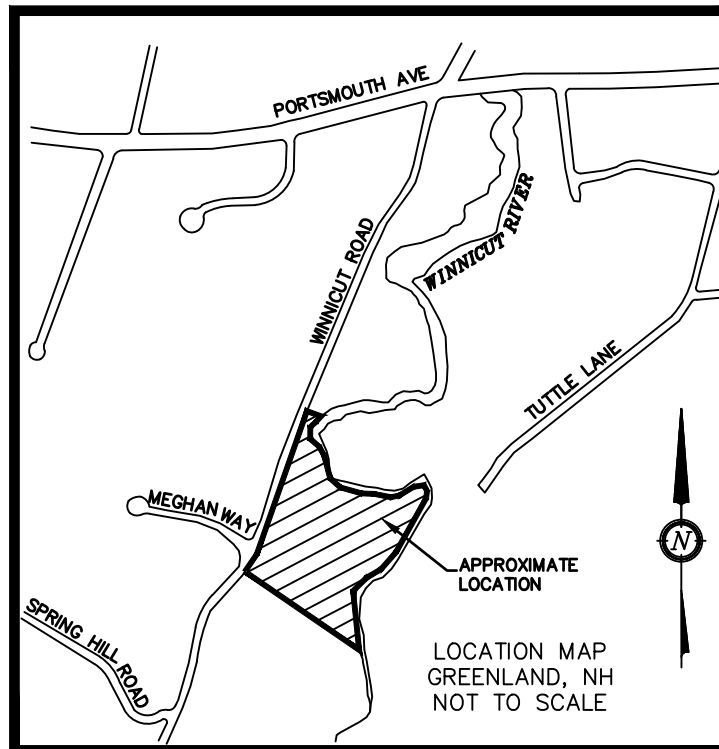 PORTSMOUTH AVE
WINNICUT ROAD
WINNICUT RIVER
TUTTLE LANE
MEGHAN WAY
N
APPROXIMATE
LOCATION
SPRING HILL ROAD
LOCATION MAP
GREENLAND, NH
NOT TO SCALE